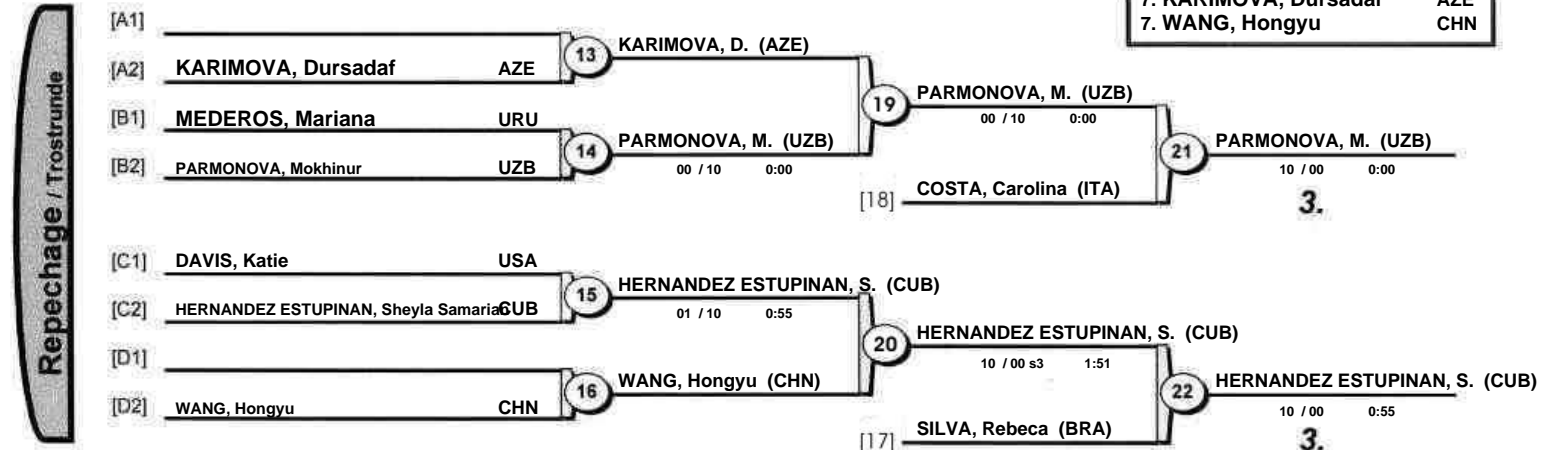 7. KARIMOVA, Dursadaf AZE
7. WANG, Hongyu CHN
Repechage / Trostrunde
[A1]
[A2] KARIMOVA, Dursadaf AZE
13
KARIMOVA, D. (AZE)
[B1] MEDEROS, Mariana URU
[B2] PARMONOVA, Mokhinur UZB
14
PARMONOVA, M. (UZB)
00 / 10 0:00
19
PARMONOVA, M. (UZB)
00 / 10 0:00
[18] COSTA, Carolina (ITA)
21
PARMONOVA, M. (UZB)
10 / 00 0:00
3.
[C1] DAVIS, Katie USA
[C2] HERNANDEZ ESTUPINAN, Sheyla Samaria CUB
15
HERNANDEZ ESTUPINAN, S. (CUB)
01 / 10 0:55
[D1]
[D2] WANG, Hongyu CHN
16
WANG, Hongyu (CHN)
20
HERNANDEZ ESTUPINAN, S. (CUB)
10 / 00 s3 1:51
[17] SILVA, Rebeca (BRA)
22
HERNANDEZ ESTUPINAN, S. (CUB)
10 / 00 0:55
3.